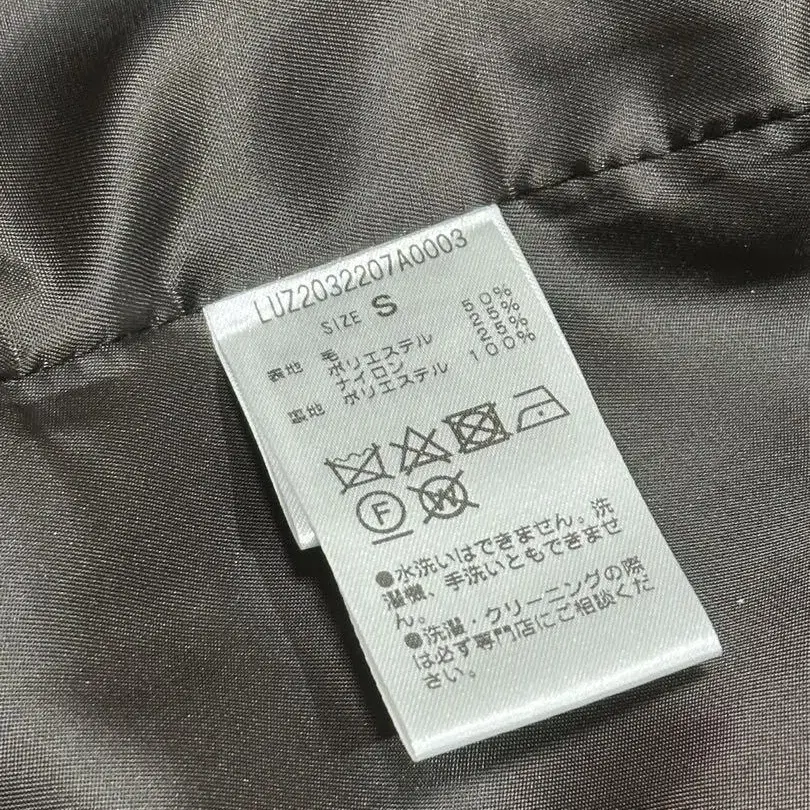 LUZ2032207A0003
SIZE S
表地 毛 50%
ポリエステル 25%
ナイロン 25%
裏地 ポリエステル 100%
F W
●水洗いはできません。洗
濯機、手洗いともできませ
ん。
●洗濯・クリーニングの際
は必ず専門店にご相談くだ
さい。